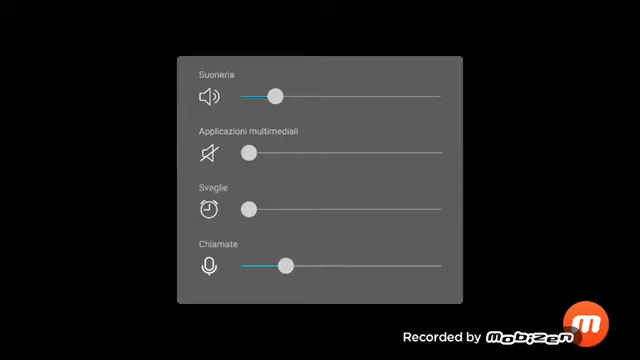 Suoneria
Applicazioni multimediali
Sveglie
Chiamate
Recorded by Mobizen